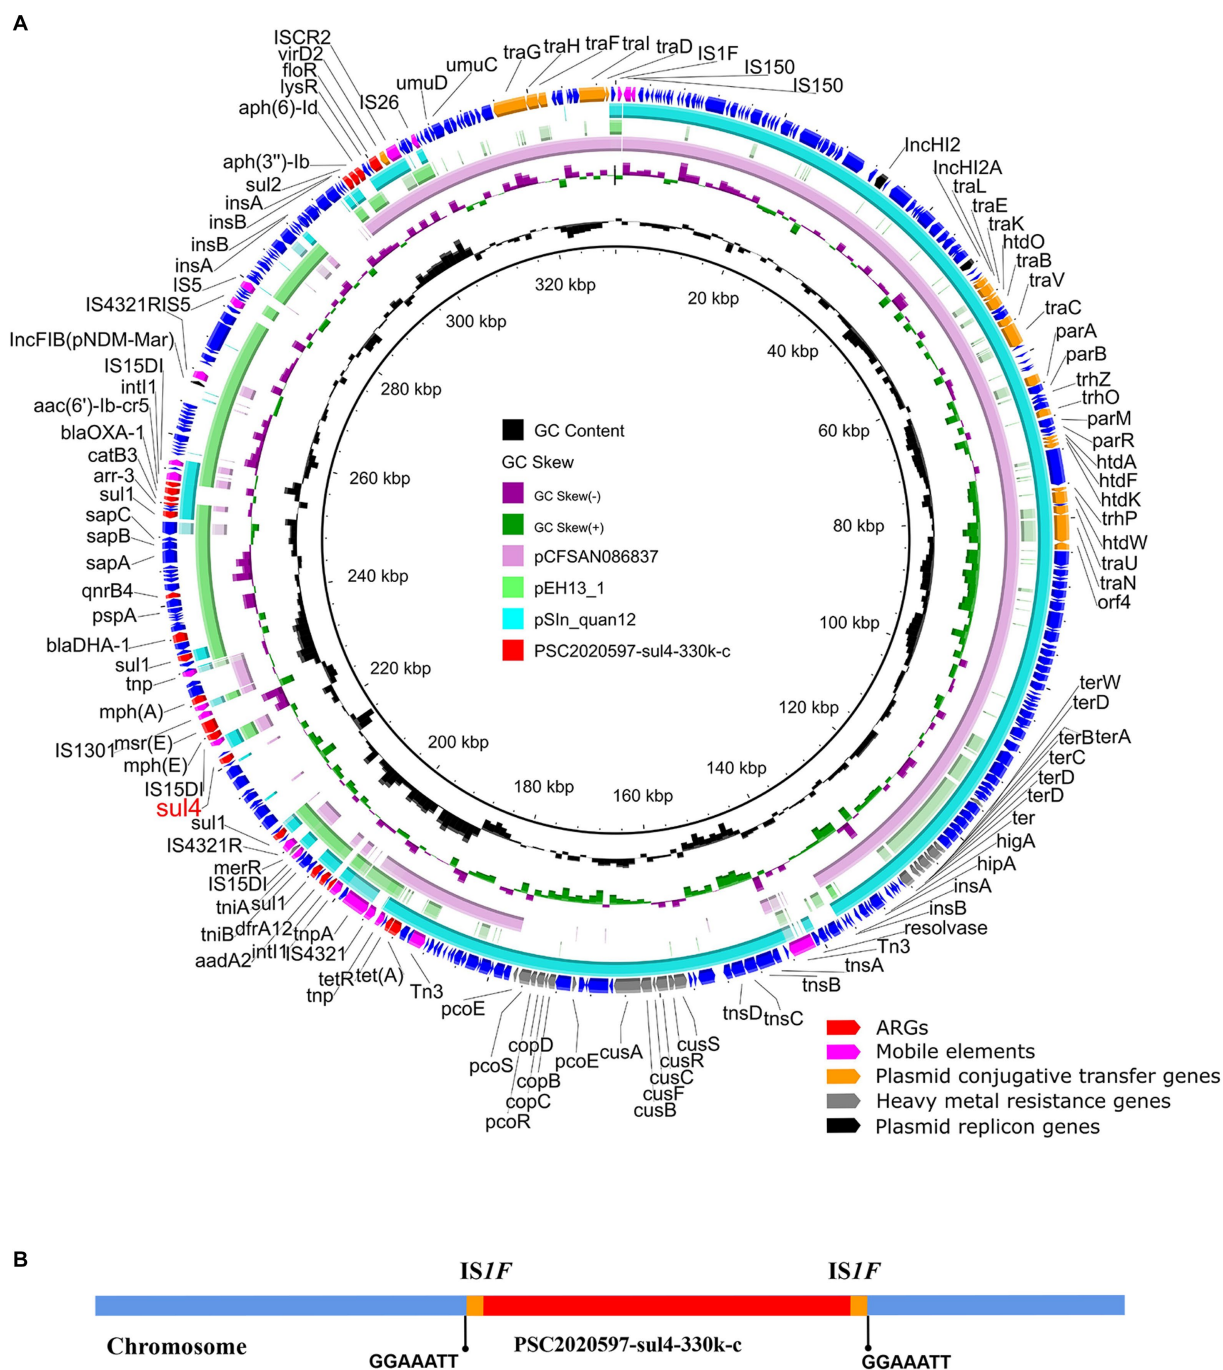 A
ISCR2
virD2
floR
lysR
aph(6)-Id
IS26
umuD
umuC
traG
traH
traF
traI
traD
IS1F
IS150
IS150
aph(3")-Ib
sul2
insA
insB
insB
insA
IS5
IS4321R
IS5
IncFIB(pNDM-Mar)
IS15DI
intI1
aac(6')-Ib-cr5
blaOXA-1
catB3
arr-3
sul1
sapC
sapB
sapA
qnrB4
pspA
blaDHA-1
sul1
tnp
mph(A)
msr(E)
IS1301
mph(E)
IS15DI
sul4
sul1
IS4321R
merR
IS15DI
tniA
sul1
tniB
dfrA12
tnpA
aadA2
intI1
IS4321
tetR
tet(A)
tnp
Tn3
pcoE
pcoS
copD
copB
copC
pcoR
pcoE
cusA
cusS
cusR
cusC
cusF
cusB
tnsD
tnsC
tnsB
tnsA
Tn3
resolvase
insB
insA
hipA
higA
ter
terD
terD
terC
terB
terA
terD
terW
IncHI2
IncHI2A
traL
traE
traK
htdO
traB
traV
traC
parA
parB
trhZ
trhO
parM
parR
htdA
htdF
htdK
trhP
htdW
traU
traN
orf4
20 kbp
40 kbp
60 kbp
80 kbp
100 kbp
120 kbp
140 kbp
160 kbp
180 kbp
200 kbp
220 kbp
240 kbp
260 kbp
280 kbp
300 kbp
320 kbp
GC Content
GC Skew
GC Skew(-)
GC Skew(+)
pCFSAN086837
pEH13_1
pSIn_quan12
PSC2020597-sul4-330k-c
ARGs
Mobile elements
Plasmid conjugative transfer genes
Heavy metal resistance genes
Plasmid replicon genes
B
IS1F
IS1F
Chromosome
PSC2020597-sul4-330k-c
GGAAATT
GGAAATT